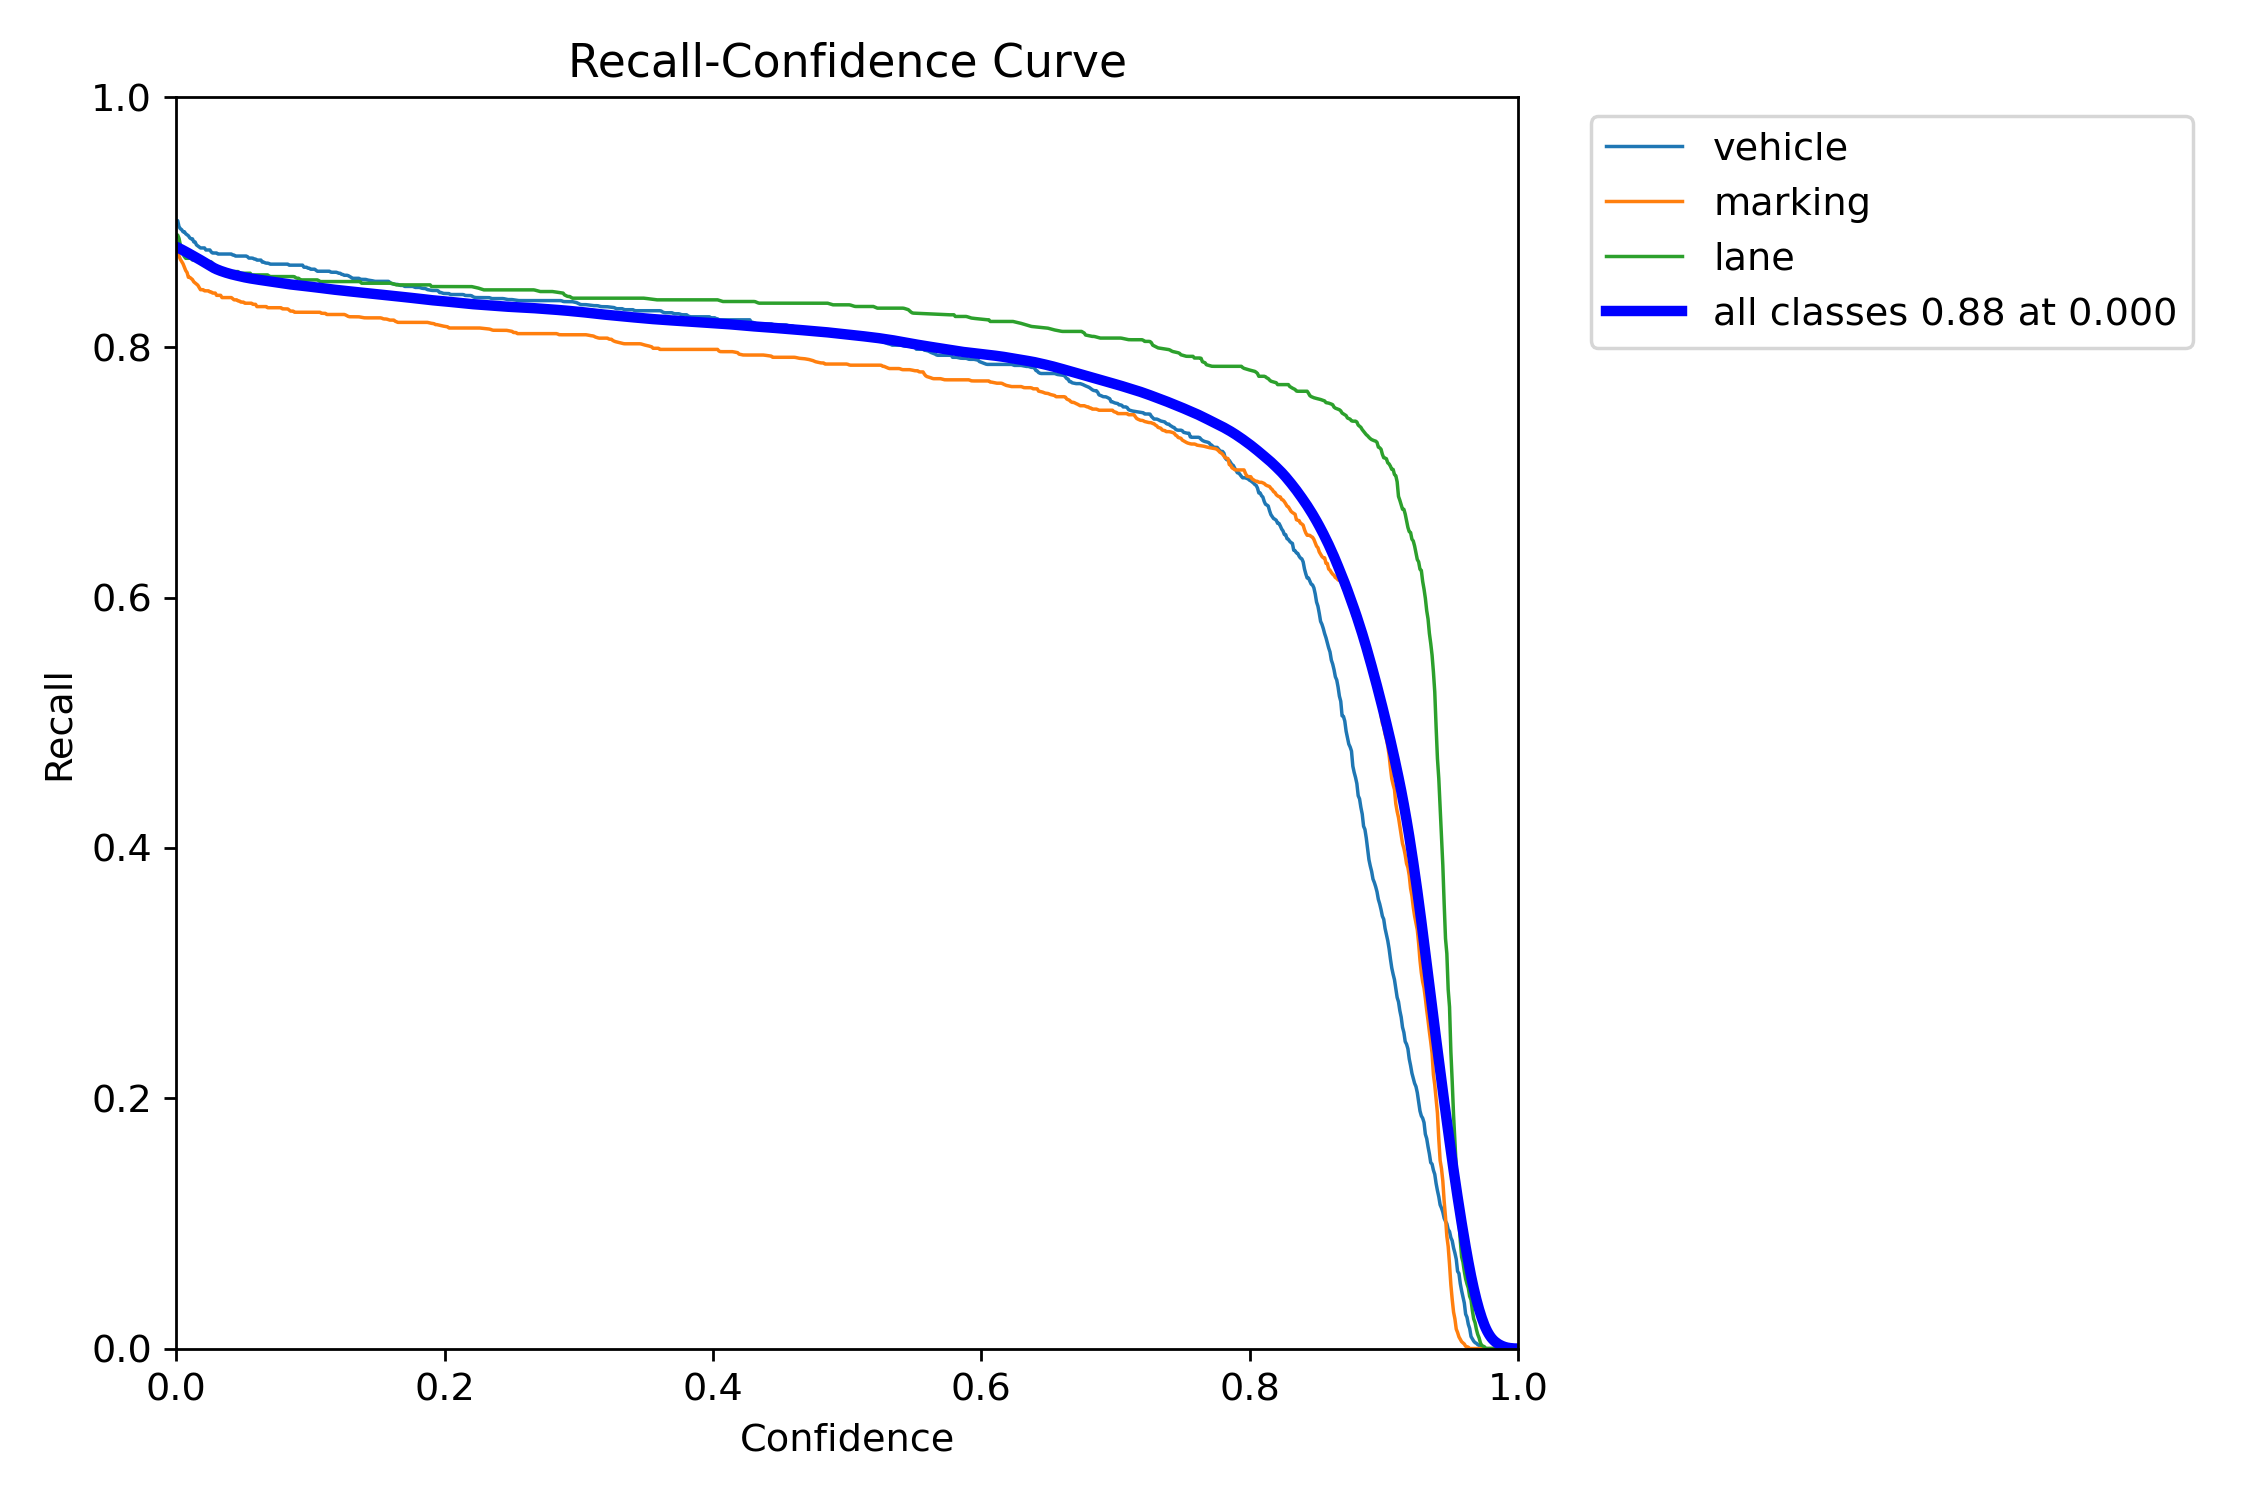 Recall-Confidence Curve
1.0
0.8
0.6
0.4
0.2
0.0
Recall
0.0 0.2 0.4 0.6 0.8 1.0
Confidence
vehicle
marking
lane
all classes 0.88 at 0.000